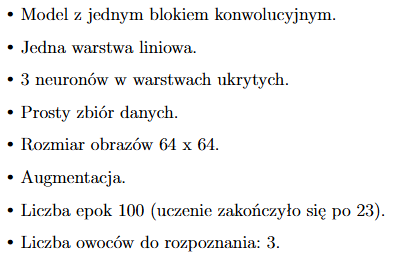 • Model z jednym blokiem konwolucyjnym.
• Jedna warstwa liniowa.
• 3 neuronów w warstwach ukrytych.
• Prosty zbiór danych.
• Rozmiar obrazów 64 x 64.
• Augmentacja.
• Liczba epok 100 (uczenie zakończyło się po 23).
• Liczba owoców do rozpoznania: 3.